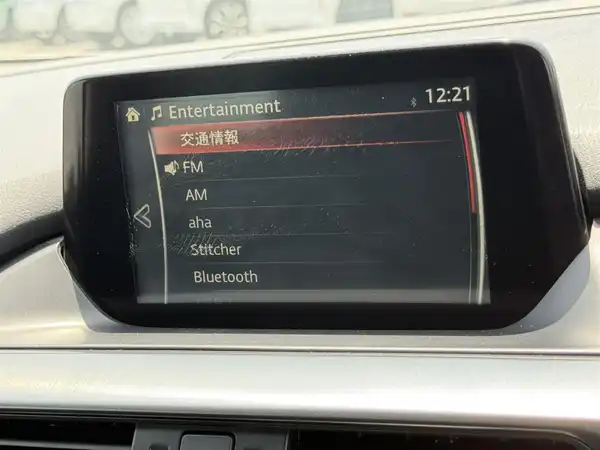 Entertainment
12:21
交通情報
FM
AM
aha
Stitcher
Bluetooth